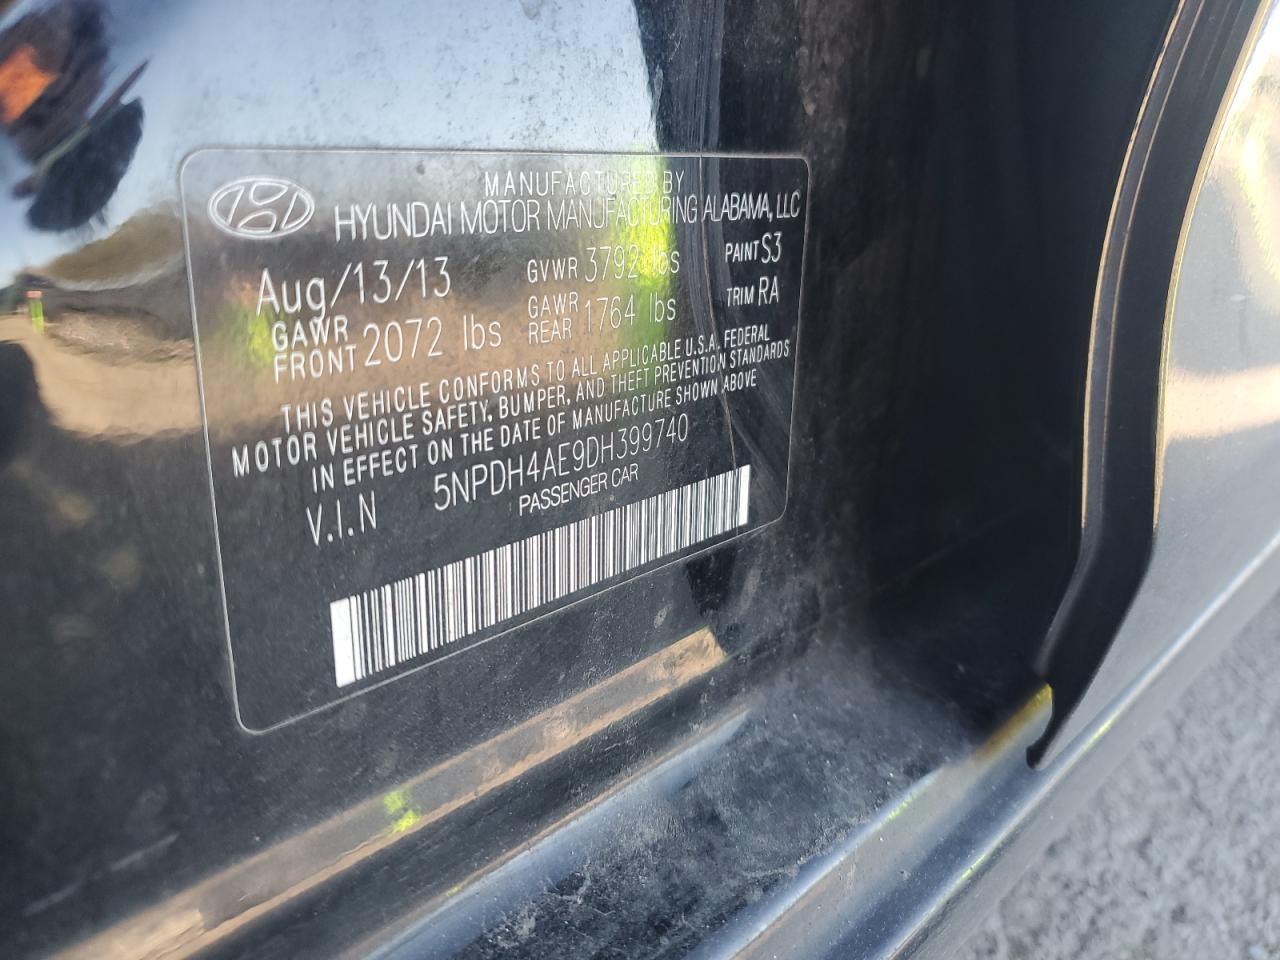 MANUFACTURED BY
HYUNDAI MOTOR MANUFACTURING ALABAMA, LLC
Aug/13/13 GVWR 3792 lbs PAINT S3
GAWR FRONT 2072 lbs GAWR REAR 1764 lbs TRIM RA
THIS VEHICLE CONFORMS TO ALL APPLICABLE U.S.A. FEDERAL
MOTOR VEHICLE SAFETY, BUMPER, AND THEFT PREVENTION STANDARDS
IN EFFECT ON THE DATE OF MANUFACTURE SHOWN ABOVE
V.I.N 5NPDH4AE9DH399740
PASSENGER CAR